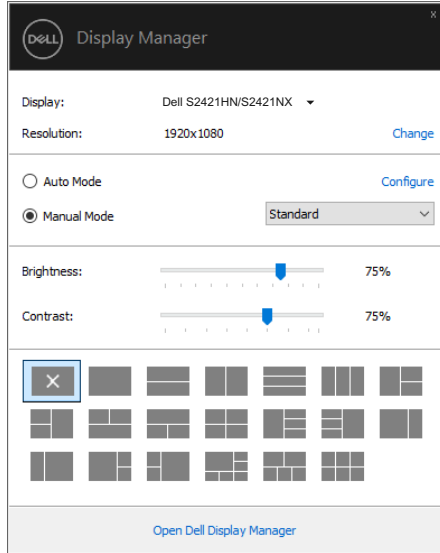 x
DELL Display Manager
Display: Dell S2421HN/S2421NX
Resolution: 1920x1080 Change
Auto Mode Configure
Manual Mode Standard
Brightness: 75%
Contrast: 75%
Open Dell Display Manager